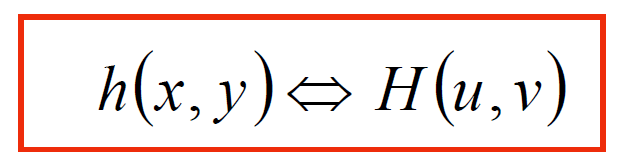 h(x, y) ⇔ H(u, v)